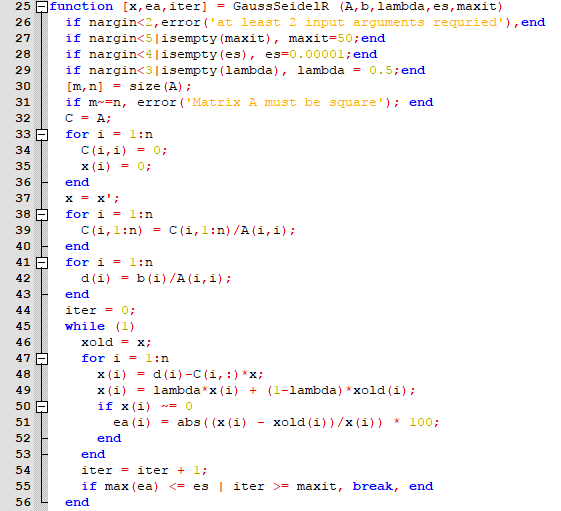 25 function [x,ea,iter] = GaussSeidelR (A,b,lambda,es,maxit)
26 if nargin<2,error('at least 2 input arguments requried'),end
27 if nargin<5|isempty(maxit), maxit=50;end
28 if nargin<4|isempty(es), es=0.00001;end
29 if nargin<3|isempty(lambda), lambda = 0.5;end
30 [m,n] = size(A);
31 if m~=n, error('Matrix A must be square'); end
32 C = A;
33 for i = 1:n
34 C(i,i) = 0;
35 x(i) = 0;
36 end
37 x = x';
38 for i = 1:n
39 C(i,1:n) = C(i,1:n)/A(i,i);
40 end
41 for i = 1:n
42 d(i) = b(i)/A(i,i);
43 end
44 iter = 0;
45 while (1)
46 xold = x;
47 for i = 1:n
48 x(i) = d(i)-C(i,:)*x;
49 x(i) = lambda*x(i) + (1-lambda)*xold(i);
50 if x(i) ~= 0
51 ea(i) = abs((x(i) - xold(i))/x(i)) * 100;
52 end
53 end
54 iter = iter + 1;
55 if max(ea) <= es | iter >= maxit, break, end
56 end